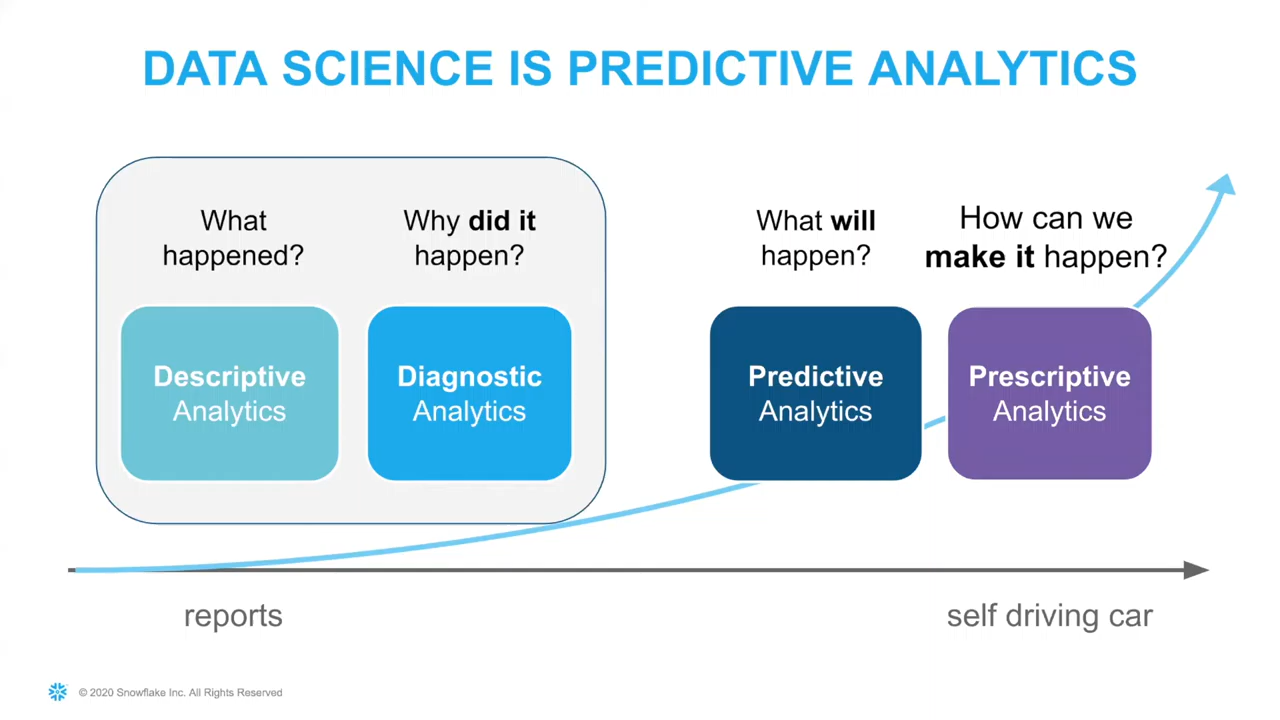 DATA SCIENCE IS PREDICTIVE ANALYTICS
What
happened?
Why did it
happen?
What will
happen?
How can we
make it happen?
Descriptive
Analytics
Diagnostic
Analytics
Predictive
Analytics
Prescriptive
Analytics
reports
self driving car
© 2020 Snowflake Inc. All Rights Reserved